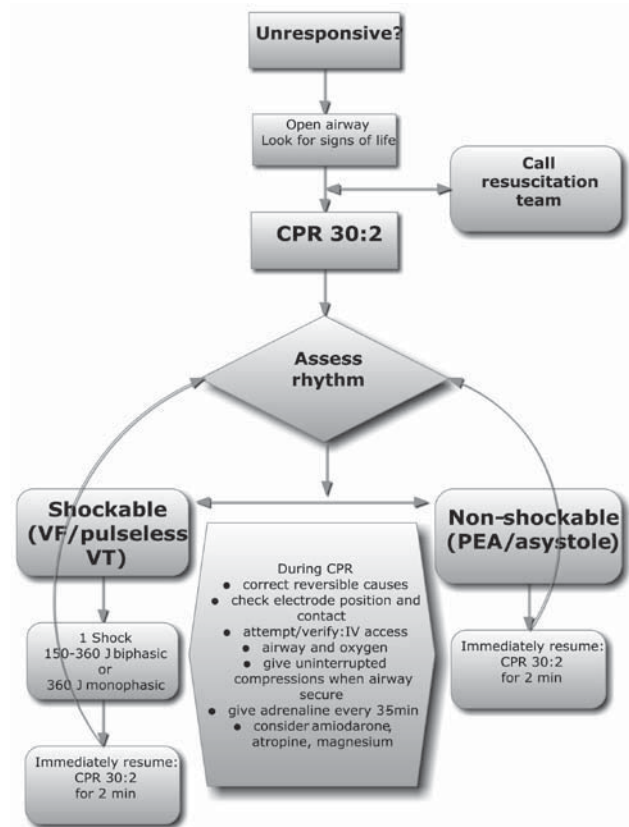 Unresponsive?
Open airway
Look for signs of life
Call
resuscitation
team
CPR 30:2
Assess
rhythm
Shockable
(VF/pulseless
VT)
Non-shockable
(PEA/asystole)
During CPR
● correct reversible causes
● check electrode position and
contact
● attempt/verify:IV access
● airway and oxygen
● give uninterrupted
compressions when airway
secure
● give adrenaline every 35min
● consider amiodarone,
atropine, magnesium
1 Shock
150-360 J biphasic
or
360 J monophasic
Immediately resume:
CPR 30:2
for 2 min
Immediately resume:
CPR 30:2
for 2 min